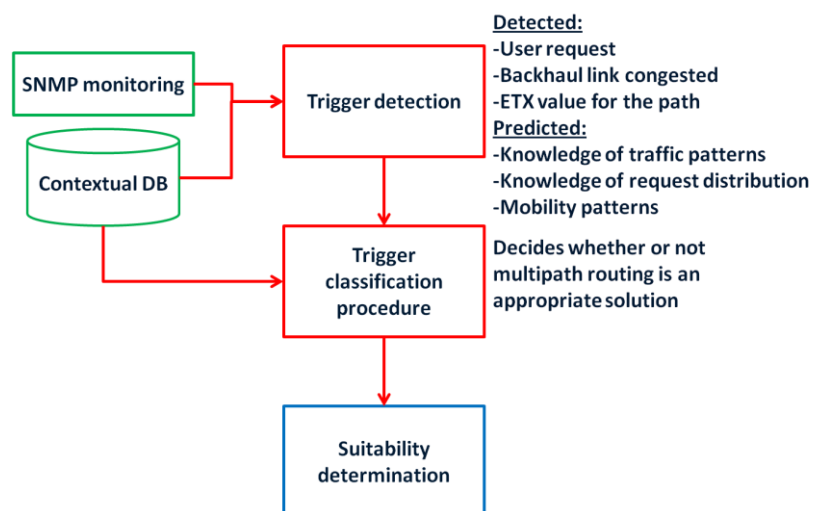 SNMP monitoring
Contextual DB
Trigger detection
Detected:
-User request
-Backhaul link congested
-ETX value for the path
Predicted:
-Knowledge of traffic patterns
-Knowledge of request distribution
-Mobility patterns
Trigger
classification
procedure
Decides whether or not
multipath routing is an
appropriate solution
Suitability
determination